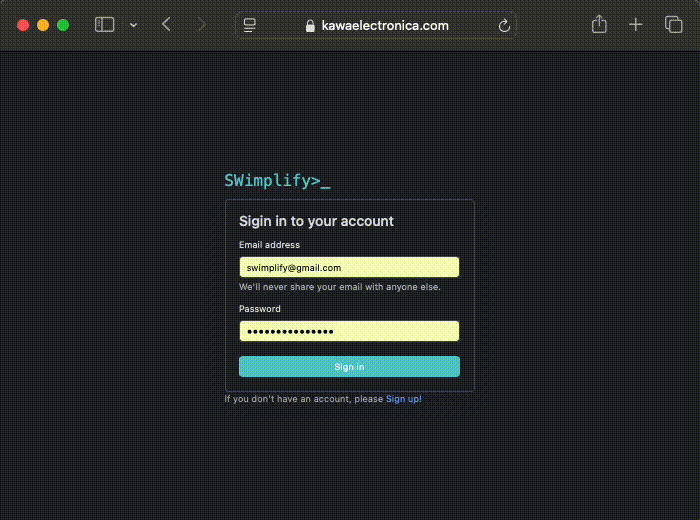 kawaelectronica.com
SWimplify>_
Sigin in to your account
Email address
swimplify@gmail.com
We'll never share your email with anyone else.
Password
•••••••••••••••
Sign in
If you don't have an account, please Sign up!